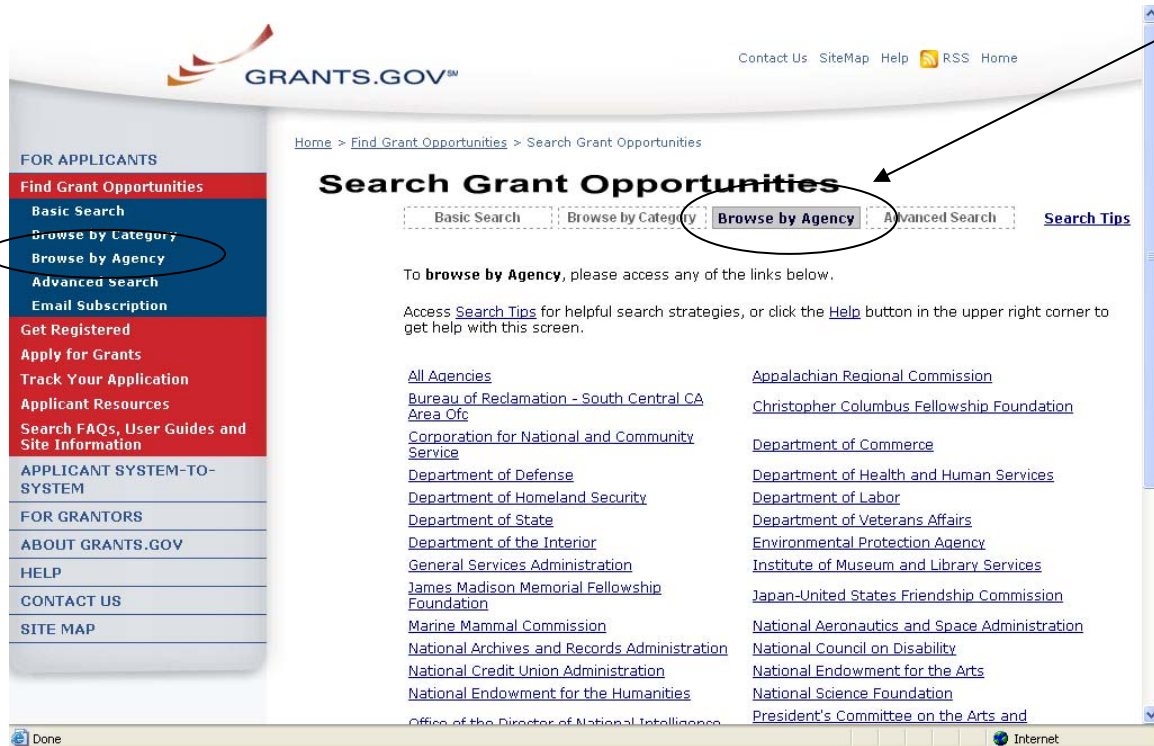 GRANTS.GOV℠
Contact Us SiteMap Help RSS Home
FOR APPLICANTS
Find Grant Opportunities
Basic Search
Browse by Category
Browse by Agency
Advanced Search
Email Subscription
Get Registered
Apply for Grants
Track Your Application
Applicant Resources
Search FAQs, User Guides and
Site Information
APPLICANT SYSTEM-TO-
SYSTEM
FOR GRANTORS
ABOUT GRANTS.GOV
HELP
CONTACT US
SITE MAP
Home > Find Grant Opportunities > Search Grant Opportunities
Search Grant Opportunities
Basic Search Browse by Category Browse by Agency Advanced Search Search Tips
To browse by Agency, please access any of the links below.
Access Search Tips for helpful search strategies, or click the Help button in the upper right corner to
get help with this screen.
All Agencies Appalachian Regional Commission
Bureau of Reclamation - South Central CA
Area Ofc
Christopher Columbus Fellowship Foundation
Corporation for National and Community
Service
Department of Commerce
Department of Defense Department of Health and Human Services
Department of Homeland Security Department of Labor
Department of State Department of Veterans Affairs
Department of the Interior Environmental Protection Agency
General Services Administration Institute of Museum and Library Services
James Madison Memorial Fellowship
Foundation
Japan-United States Friendship Commission
Marine Mammal Commission National Aeronautics and Space Administration
National Archives and Records Administration National Council on Disability
National Credit Union Administration National Endowment for the Arts
National Endowment for the Humanities National Science Foundation
Office of the Director of National Intelligence President's Committee on the Arts and
Done Internet